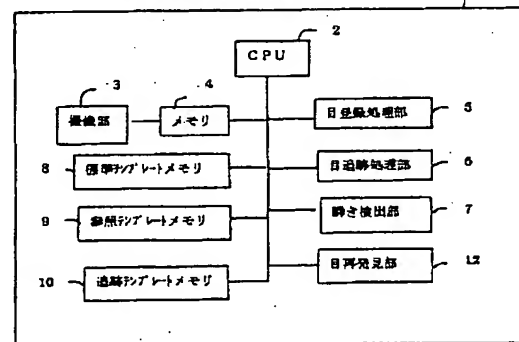 2
CPU
3
4
撮像部
メモリ
目登録処理部
5
8
標準テンプレートメモリ
目追跡処理部
6
9
参照テンプレートメモリ
瞬き検出部
7
10
追跡テンプレートメモリ
目再発見部
12